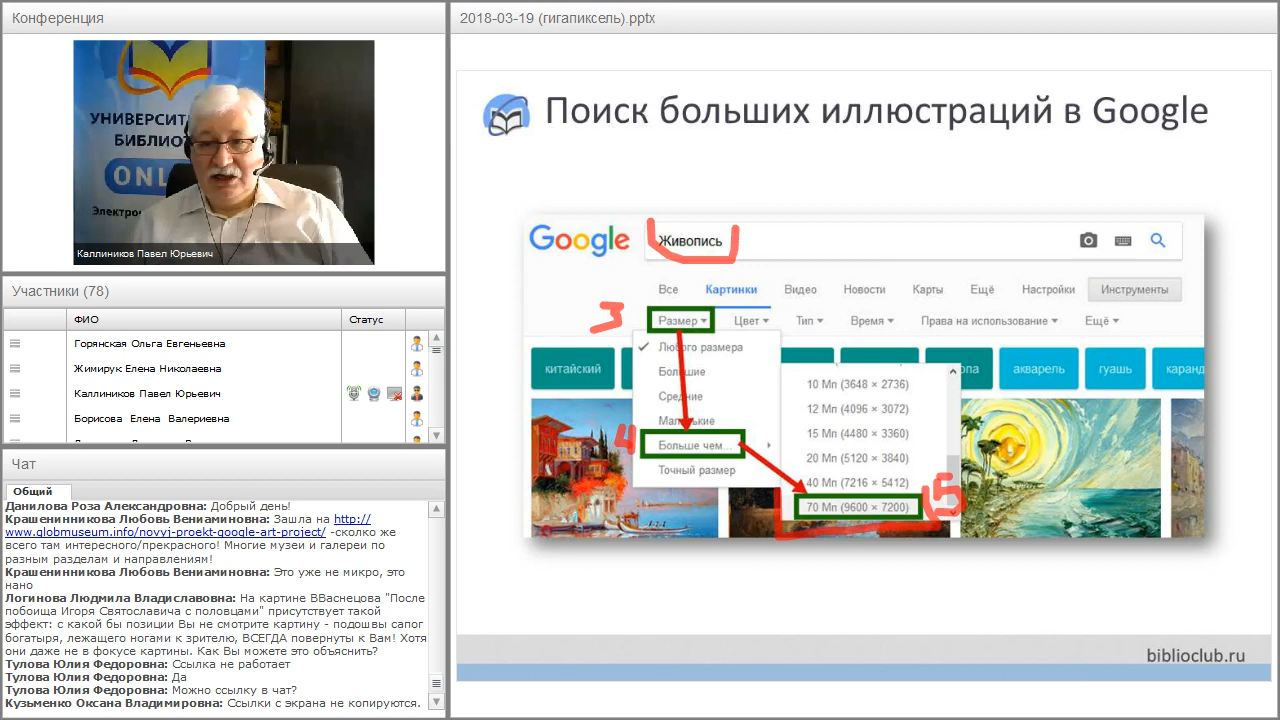 Конференция
УНИВЕРСИТ
БИБЛИО
ONL
Электро
Каллиников Павел Юрьевич
Участники (78)
ФИО
Статус
Горянская Ольга Евгеньевна
Жимирук Елена Николаевна
Каллиников Павел Юрьевич
Борисова Елена Валериевна
Чат
Общий
Данилова Роза Александровна: Добрый день!
Крашенинникова Любовь Вениаминовна: Зашла на http://
www.globmuseum.info/novyj-proekt-google-art-project/ -сколько же
всего там интересного/прекрасного! Многие музеи и галереи по
разным разделам и направлениям!
Крашенинникова Любовь Вениаминовна: Это уже не микро, это
нано
Логинова Людмила Владиславовна: На картине ВВаснецова "После
побоища Игоря Святославича с половцами" присутствует такой
эффект: с какой бы позиции Вы не смотрите картину - подошвы сапог
богатыря, лежащего ногами к зрителю, ВСЕГДА повернуты к Вам! Хотя
они даже не в фокусе картины. Как Вы можете это объяснить?
Тулова Юлия Федоровна: Ссылка не работает
Тулова Юлия Федоровна: Да
Тулова Юлия Федоровна: Можно ссылку в чат?
Кузьменко Оксана Владимировна: Ссылки с экрана не копируются.
2018-03-19 (гигапиксель).pptx
Поиск больших иллюстраций в Google
Google
Живопись
Все Картинки Видео Новости Карты Ещё Настройки Инструменты
3
Размер Цвет Тип Время Права на использование Ещё
Любого размера
Большие
Средние
Маленькие
4
Больше чем...
Точный размер
китайский
опа
акварель
гуашь
каранд
10 Мп (3648 × 2736)
12 Мп (4096 × 3072)
15 Мп (4480 × 3360)
20 Мп (5120 × 3840)
40 Мп (7216 × 5412)
70 Мп (9600 × 7200)
5
biblioclub.ru